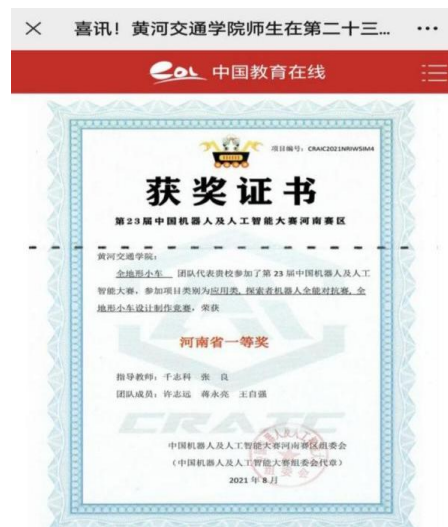 喜讯！黄河交通学院师生在第二十三...
eol 中国教育在线
项目编号：CRAIC2021NRIWSIM4
获奖证书
第23届中国机器人及人工智能大赛河南赛区
黄河交通学院：
全地形小车 团队代表贵校参加了第 23 届中国机器人及人工
智能大赛，参加项目类别为应用类，探索者机器人全能对抗赛，全
地形小车设计制作竞赛，荣获
河南省一等奖
指导教师：千志科 张 良
团队成员：许志远 蒋永亮 王自强
CRAIC
中国机器人及人工智能大赛河南赛区组委会
（中国机器人及人工智能大赛组委会代章）
2021 年 8 月